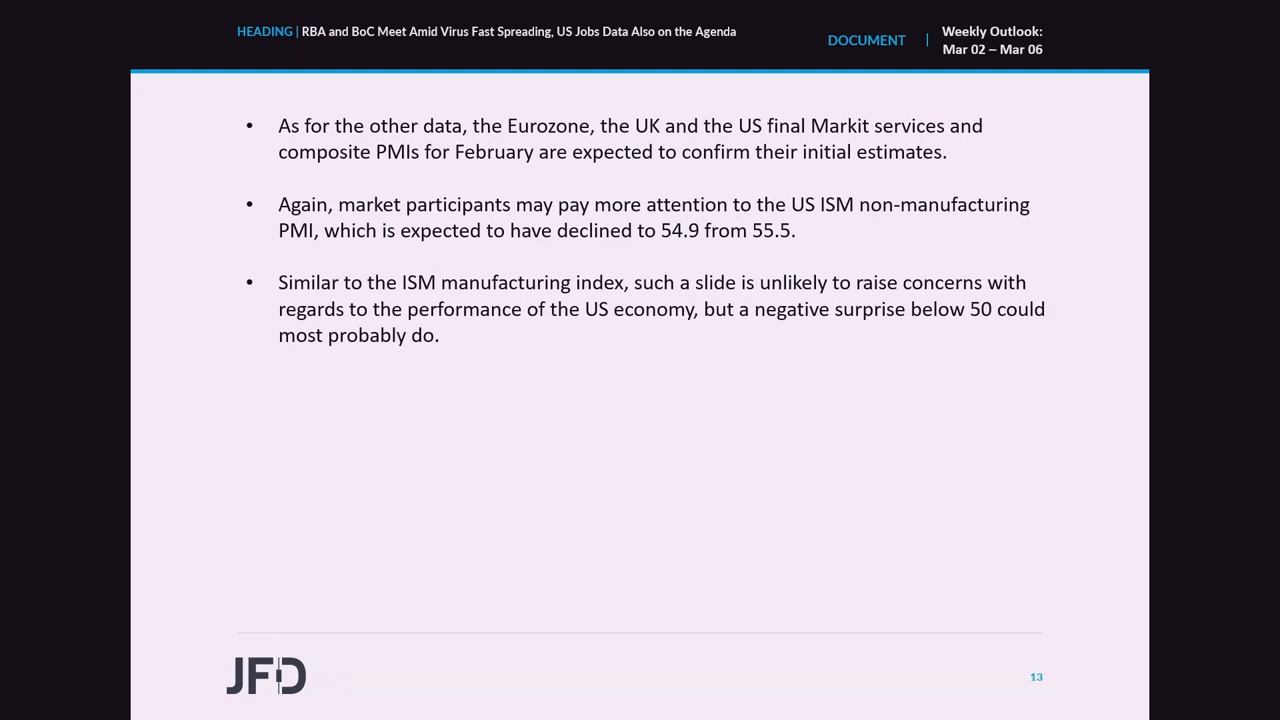 HEADING | RBA and BoC Meet Amid Virus Fast Spreading, US Jobs Data Also on the Agenda
DOCUMENT | Weekly Outlook:
Mar 02 – Mar 06
• As for the other data, the Eurozone, the UK and the US final Markit services and
composite PMIs for February are expected to confirm their initial estimates.
• Again, market participants may pay more attention to the US ISM non-manufacturing
PMI, which is expected to have declined to 54.9 from 55.5.
• Similar to the ISM manufacturing index, such a slide is unlikely to raise concerns with
regards to the performance of the US economy, but a negative surprise below 50 could
most probably do.
JFD
13